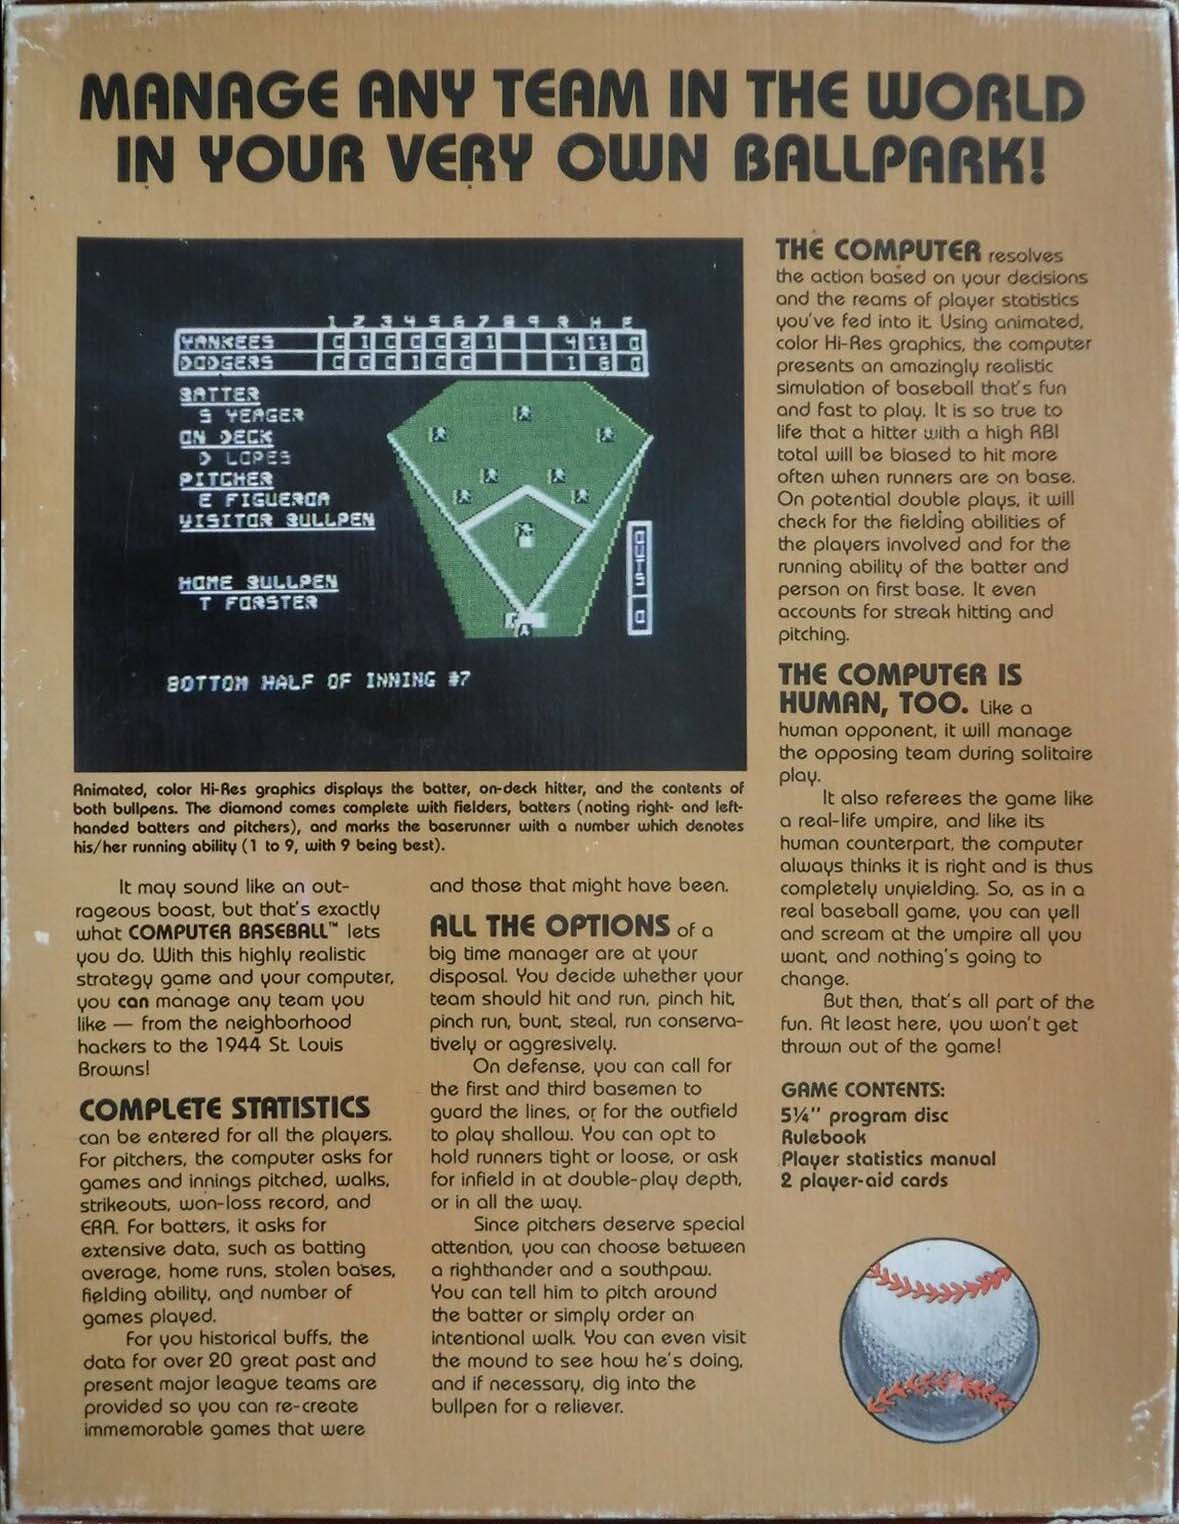 MANAGE ANY TEAM IN THE WORLD
IN YOUR VERY OWN BALLPARK!
1 2 3 4 5 6 7 8 9 R H E
YANKEES 0 1 0 0 0 2 1 4 11 0
DODGERS 0 0 0 1 0 0 1 6 0
BATTER
S YEAGER
ON DECK
D LOPES
PITCHER
E FIGUEROA
VISITOR BULLPEN
HOME BULLPEN
T FORSTER
OUTS 0
BOTTOM HALF OF INNING #7
Animated, color Hi-Res graphics displays the batter, on-deck hitter, and the contents of
both bullpens. The diamond comes complete with fielders, batters (noting right- and left-
handed batters and pitchers), and marks the baserunner with a number which denotes
his/her running ability (1 to 9, with 9 being best).
It may sound like an out-
rageous boast, but that's exactly
what COMPUTER BASEBALL™ lets
you do. With this highly realistic
strategy game and your computer,
you can manage any team you
like — from the neighborhood
hackers to the 1944 St. Louis
Browns!
COMPLETE STATISTICS
can be entered for all the players.
For pitchers, the computer asks for
games and innings pitched, walks,
strikeouts, won-loss record, and
ERA. For batters, it asks for
extensive data, such as batting
average, home runs, stolen bases,
fielding ability, and number of
games played.
For you historical buffs, the
data for over 20 great past and
present major league teams are
provided so you can re-create
immemorable games that were
and those that might have been.
ALL THE OPTIONS of a
big time manager are at your
disposal. You decide whether your
team should hit and run, pinch hit,
pinch run, bunt, steal, run conserva-
tively or aggresively.
On defense, you can call for
the first and third basemen to
guard the lines, or for the outfield
to play shallow. You can opt to
hold runners tight or loose, or ask
for infield in at double-play depth,
or in all the way.
Since pitchers deserve special
attention, you can choose between
a righthander and a southpaw.
You can tell him to pitch around
the batter or simply order an
intentional walk. You can even visit
the mound to see how he's doing,
and if necessary, dig into the
bullpen for a reliever.
THE COMPUTER resolves
the action based on your decisions
and the reams of player statistics
you've fed into it. Using animated,
color Hi-Res graphics, the computer
presents an amazingly realistic
simulation of baseball that's fun
and fast to play. It is so true to
life that a hitter with a high RBI
total will be biased to hit more
often when runners are on base.
On potential double plays, it will
check for the fielding abilities of
the players involved and for the
running ability of the batter and
person on first base. It even
accounts for streak hitting and
pitching.
THE COMPUTER IS
HUMAN, TOO. Like a
human opponent, it will manage
the opposing team during solitaire
play.
It also referees the game like
a real-life umpire, and like its
human counterpart, the computer
always thinks it is right and is thus
completely unyielding. So, as in a
real baseball game, you can yell
and scream at the umpire all you
want, and nothing's going to
change.
But then, that's all part of the
fun. At least here, you won't get
thrown out of the game!
GAME CONTENTS:
5¼" program disc
Rulebook
Player statistics manual
2 player-aid cards